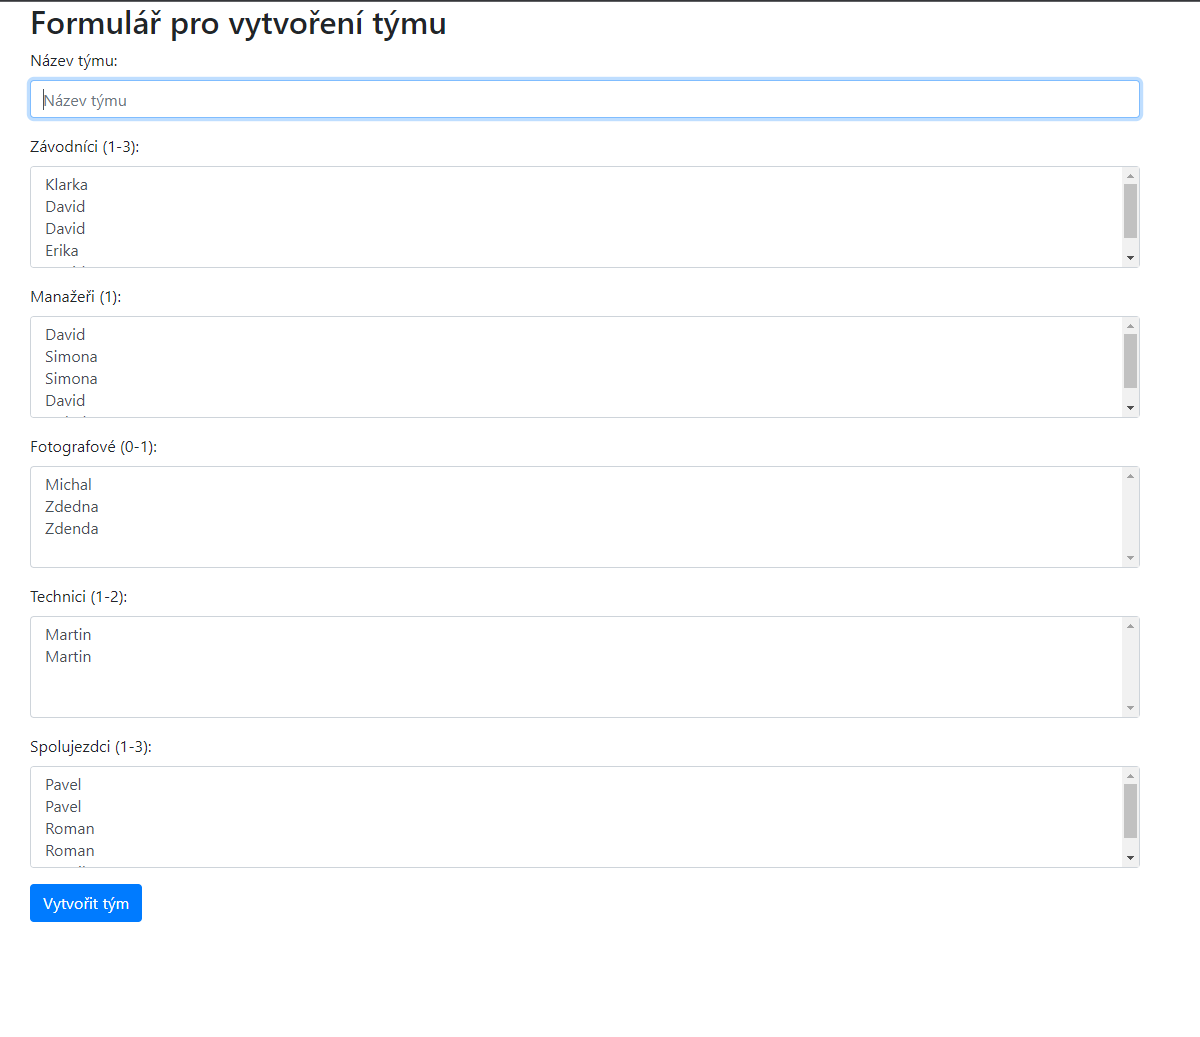 Formulář pro vytvoření týmu
Název týmu:
Název týmu
Závodníci (1-3):
Klarka
David
David
Erika
Manažeři (1):
David
Simona
Simona
David
Fotografové (0-1):
Michal
Zdedna
Zdenda
Technici (1-2):
Martin
Martin
Spolujezdci (1-3):
Pavel
Pavel
Roman
Roman
Vytvořit tým